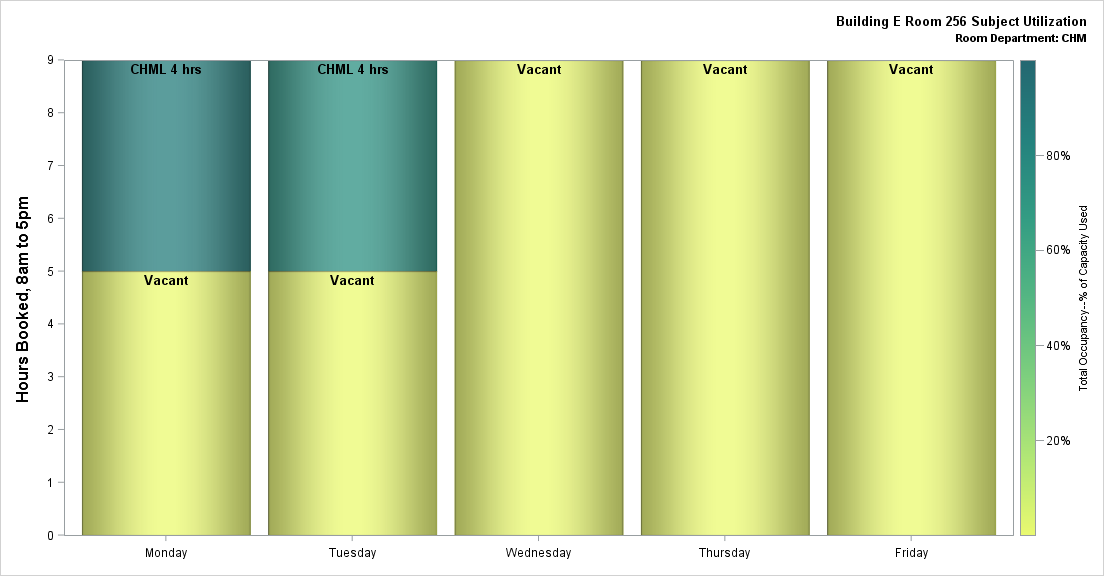 Building E Room 256 Subject Utilization
Room Department: CHM
Hours Booked, 8am to 5pm
9
8
7
6
5
4
3
2
1
0
CHML 4 hrs
CHML 4 hrs
Vacant
Vacant
Vacant
Vacant
Vacant
Monday
Tuesday
Wednesday
Thursday
Friday
80%
60%
40%
20%
Total Occupancy--% of Capacity Used